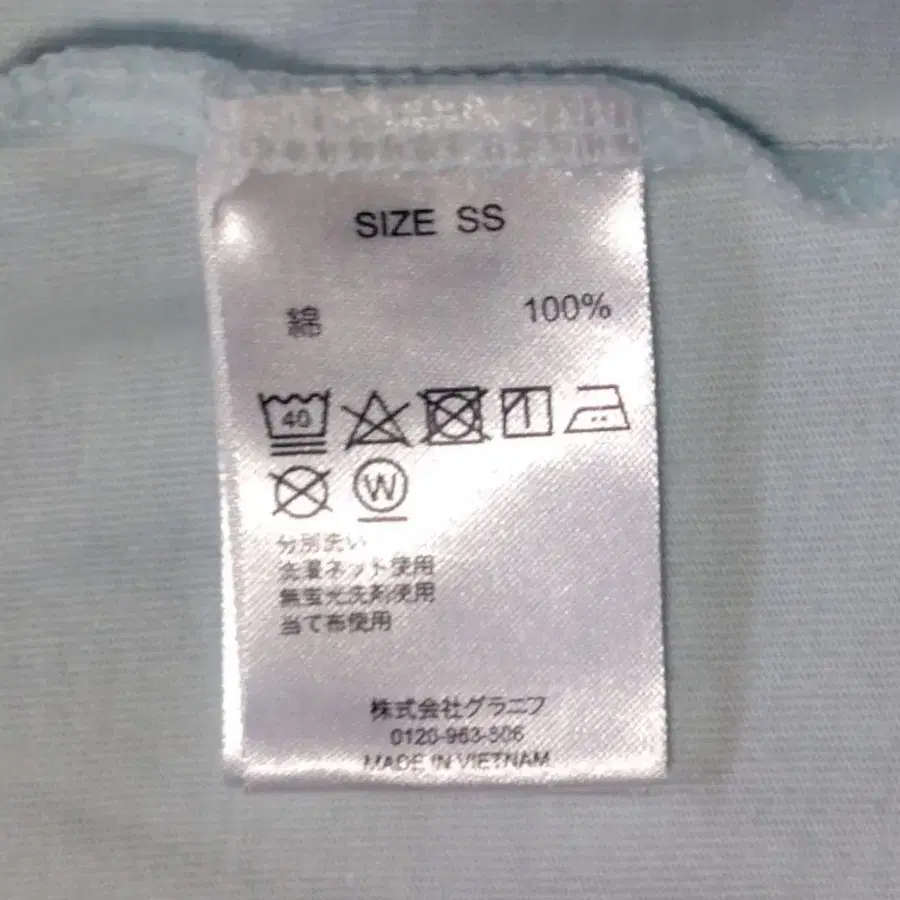 SIZE SS
綿 100%
40
W
分別洗い
洗濯ネット使用
無蛍光洗剤使用
当て布使用
株式会社グラニフ
0120-963-506
MADE IN VIETNAM